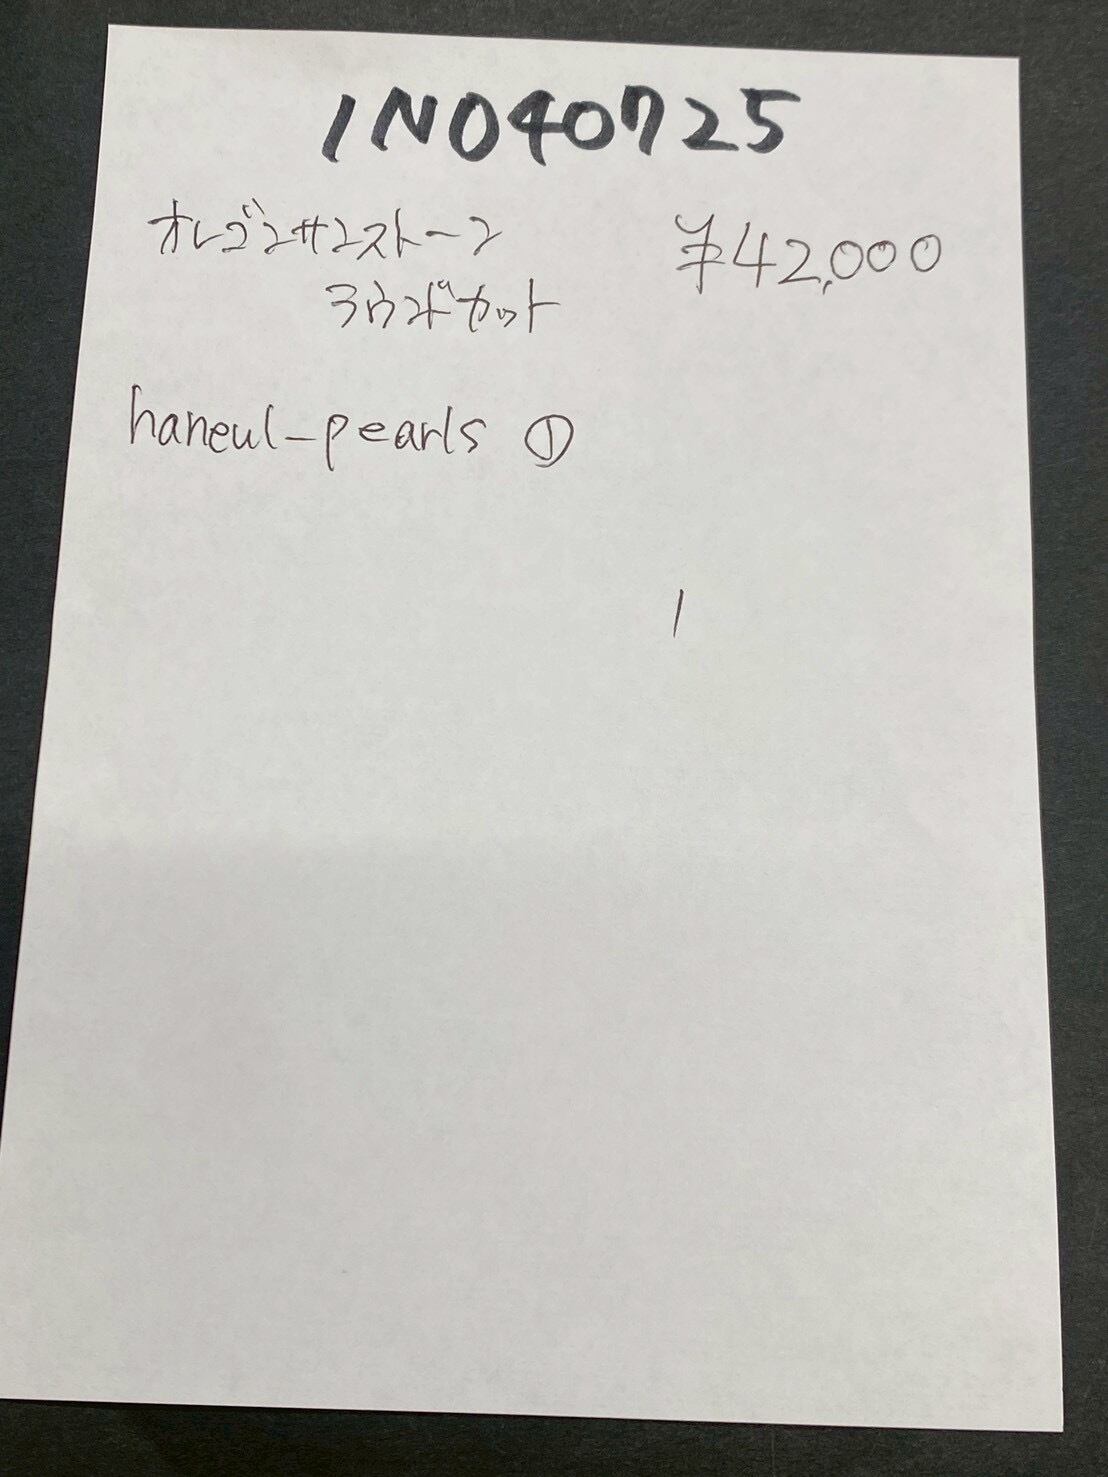 1N040725
オレゴンサンストーン ¥42,000
ラウンドカット
haneul-pearls ①
1